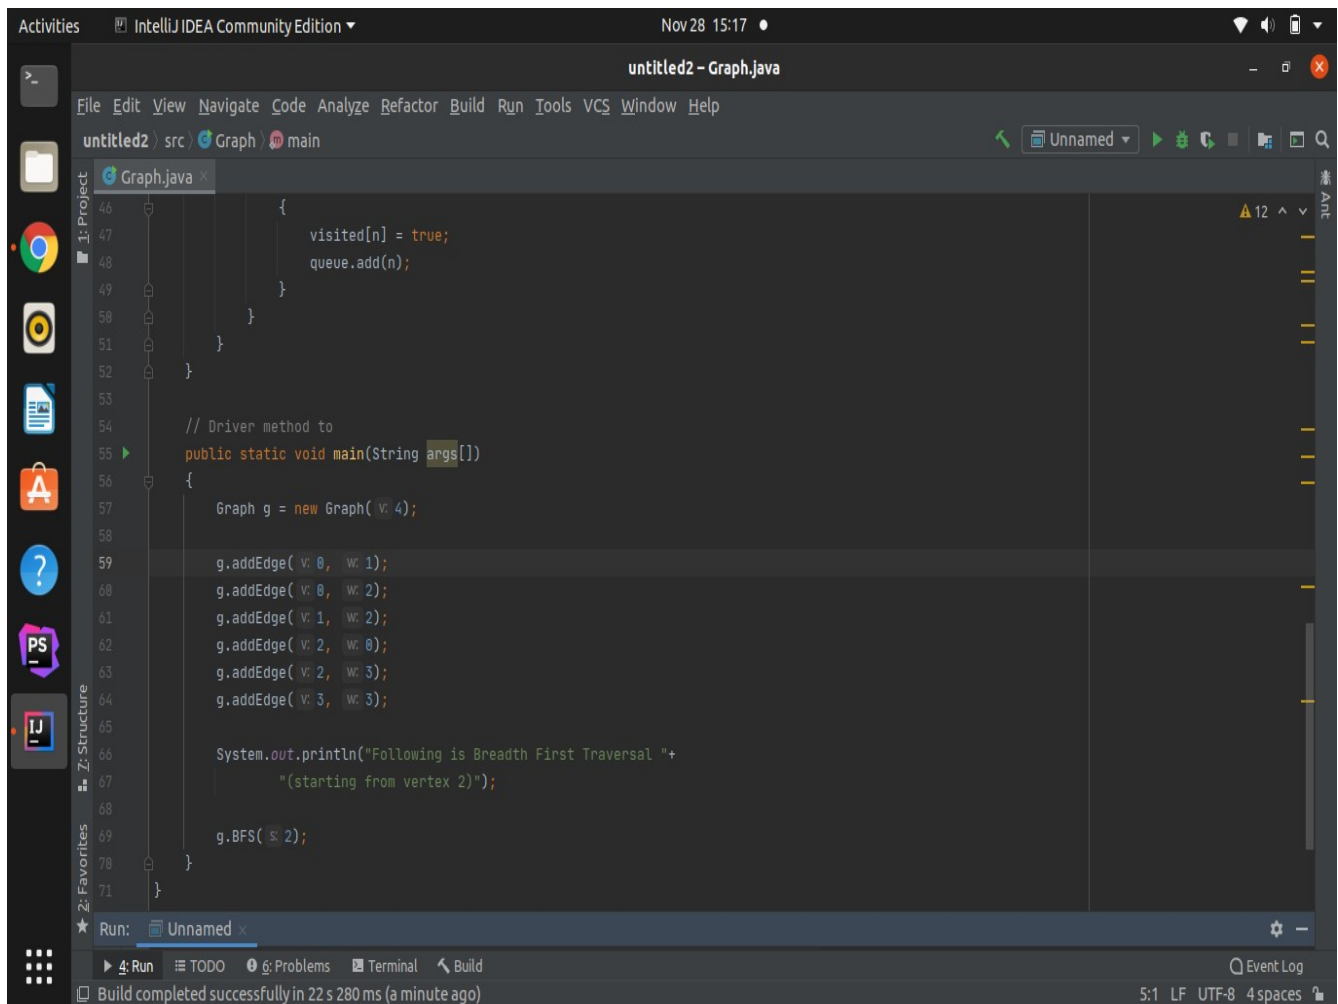 Activities IntelliJ IDEA Community Edition Nov 28 15:17
untitled2 – Graph.java
File Edit View Navigate Code Analyze Refactor Build Run Tools VCS Window Help
untitled2 src Graph main Unnamed
Graph.java
1: Project
Ant
12
46 {
47 visited[n] = true;
48 queue.add(n);
49 }
50 }
51 }
52 }
53
54 // Driver method to
55 public static void main(String args[])
56 {
57 Graph g = new Graph( v: 4);
58
59 g.addEdge( v: 0, w: 1);
60 g.addEdge( v: 0, w: 2);
61 g.addEdge( v: 1, w: 2);
62 g.addEdge( v: 2, w: 0);
63 g.addEdge( v: 2, w: 3);
64 g.addEdge( v: 3, w: 3);
65
66 System.out.println("Following is Breadth First Traversal "+
67 "(starting from vertex 2)");
68
69 g.BFS( s: 2);
70 }
71 }
PS
IJ
Z: Structure
2: Favorites
Run: Unnamed
4: Run TODO 6: Problems Terminal Build Event Log
Build completed successfully in 22 s 280 ms (a minute ago) 5:1 LF UTF-8 4 spaces